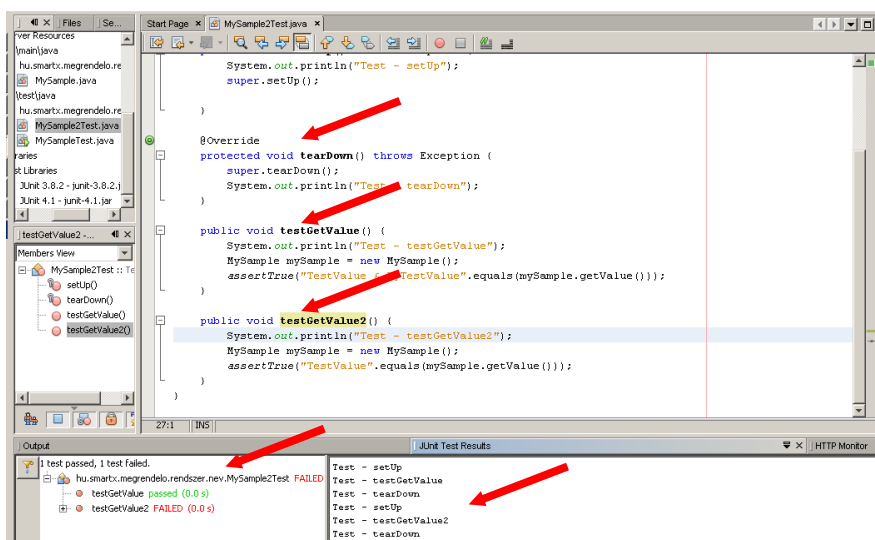 Files
Se...
Start Page
MySample2Test.java
rver Resources
\main\java
hu.smartx.megrendelo.re
MySample.java
\test\java
hu.smartx.megrendelo.re
MySample2Test.java
MySampleTest.java
raries
st Libraries
JUnit 3.8.2 - junit-3.8.2.j
JUnit 4.1 - junit-4.1.jar
System.out.println("Test - setUp");
super.setUp();
}
@Override
protected void tearDown() throws Exception {
super.tearDown();
System.out.println("Test - tearDown");
}
public void testGetValue() {
System.out.println("Test - testGetValue");
MySample mySample = new MySample();
assertTrue("TestValue TestValue".equals(mySample.getValue()));
}
public void testGetValue2() {
System.out.println("Test - testGetValue2");
MySample mySample = new MySample();
assertTrue("TestValue".equals(mySample.getValue()));
}
}
testGetValue2 -...
Members View
MySample2Test :: Te
setUp()
tearDown()
testGetValue()
testGetValue2()
27:1
INS
Output
JUnit Test Results
HTTP Monitor
1 test passed, 1 test failed.
hu.smartx.megrendelo.rendszer.nev.MySample2Test FAILED
testGetValue passed (0.0 s)
testGetValue2 FAILED (0.0 s)
Test - setUp
Test - testGetValue
Test - tearDown
Test - setUp
Test - testGetValue2
Test - tearDown